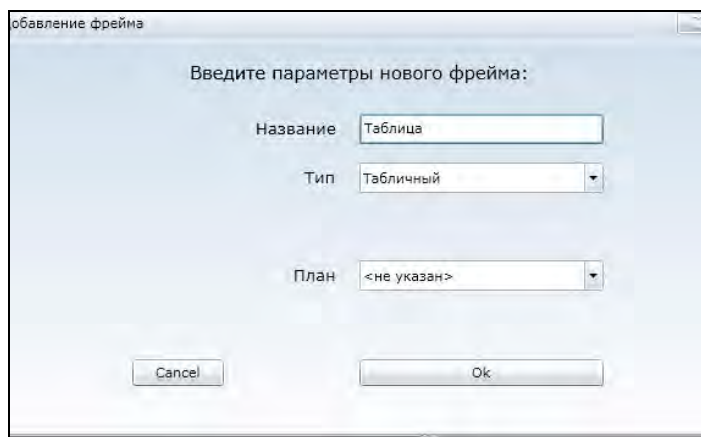 обавление фрейма
Введите параметры нового фрейма:
Название Таблица
Тип Табличный
План <не указан>
Cancel Ok